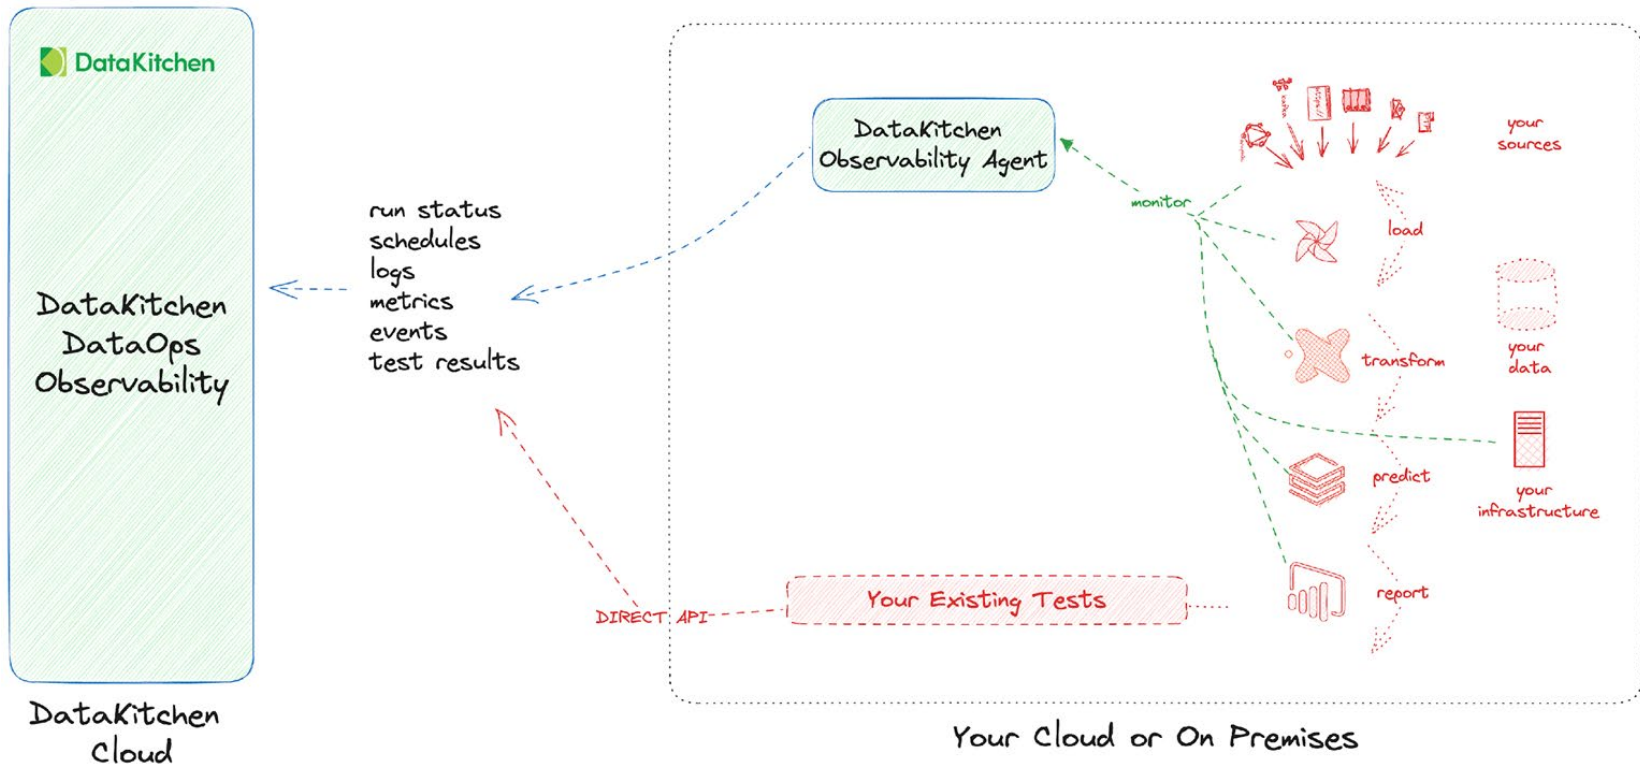 DataKitchen
DataKitchen
DataOps
Observability
DataKitchen
Cloud
run status
schedules
logs
metrics
events
test results
DataKitchen
Observability Agent
monitor
your
sources
load
your
data
transform
predict
your
infrastructure
report
Your Existing Tests
DIRECT API
Your Cloud or On Premises